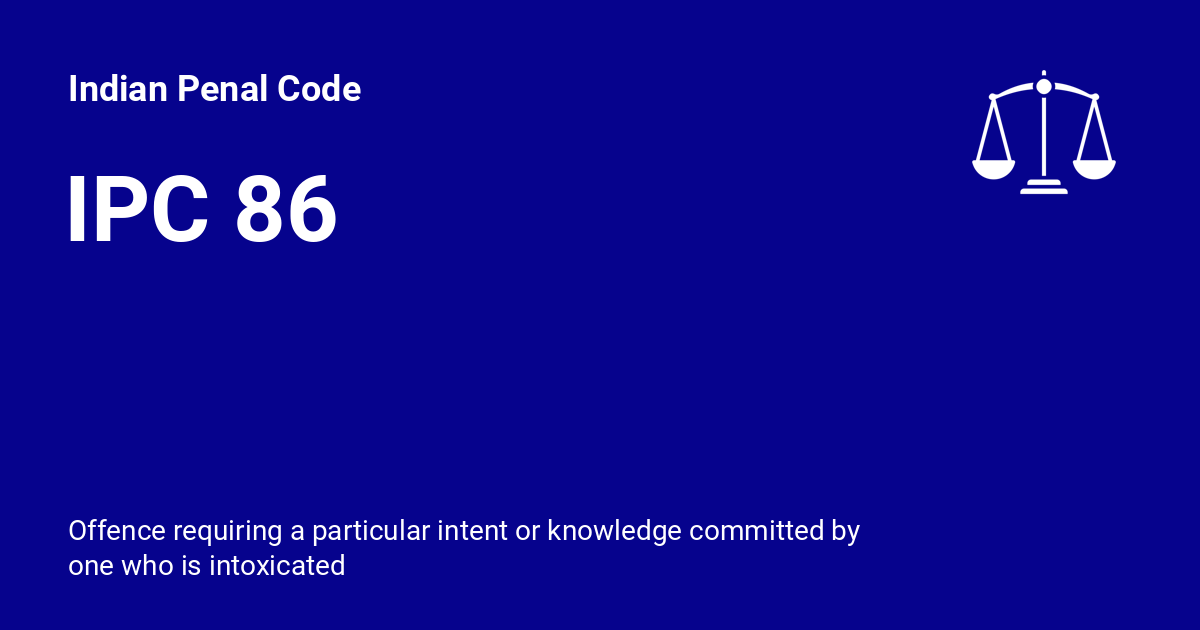 Indian Penal Code
IPC 86
Offence requiring a particular intent or knowledge committed by
one who is intoxicated